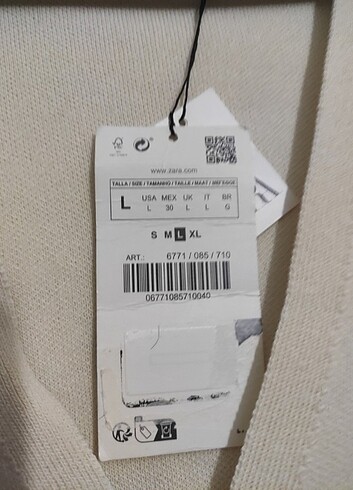 www.zara.com
TALLA / SIZE / TAMANHO / TAILLE / MAAT / MEPEΘOΣ
L USA MEX UK IT BR
L 30 L L G
S M L XL
ART.: 6771 / 085 / 710
06771085710040